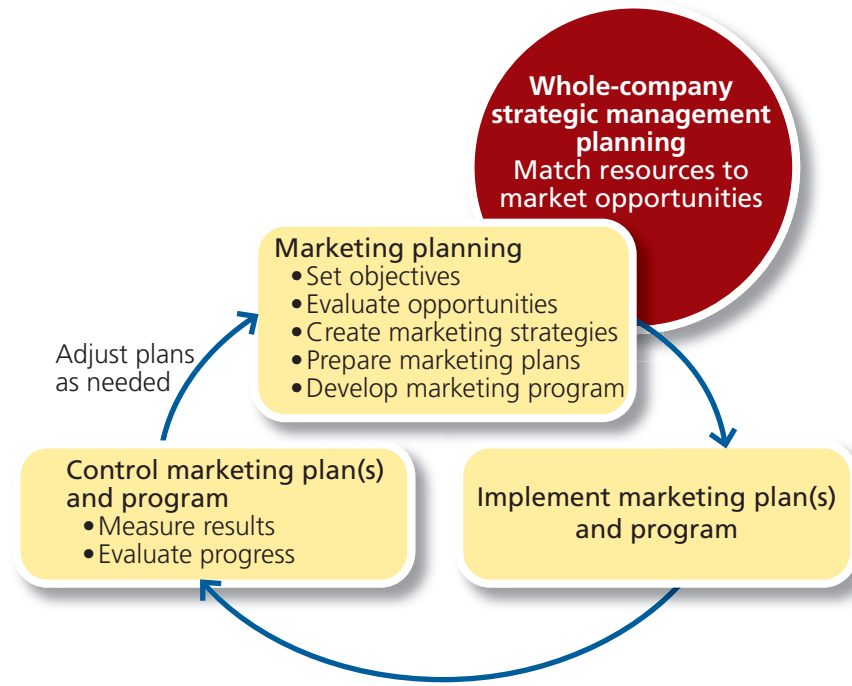 Whole-company
strategic management
planning
Match resources to
market opportunities
Marketing planning
•Set objectives
•Evaluate opportunities
•Create marketing strategies
•Prepare marketing plans
•Develop marketing program
Adjust plans
as needed
Control marketing plan(s)
and program
•Measure results
•Evaluate progress
Implement marketing plan(s)
and program